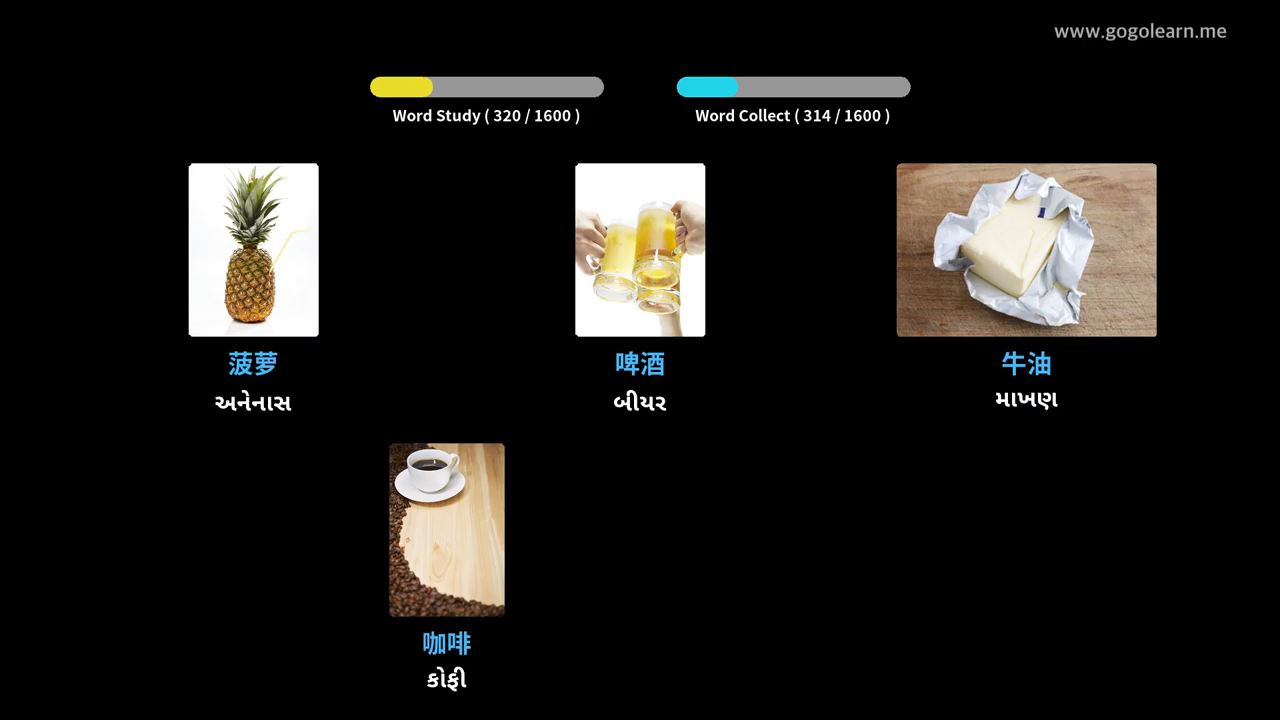 www.gogolearn.me
Word Study ( 320 / 1600 )
Word Collect ( 314 / 1600 )
菠萝
અનેનાસ
啤酒
બીયર
牛油
માખણ
咖啡
કોફી